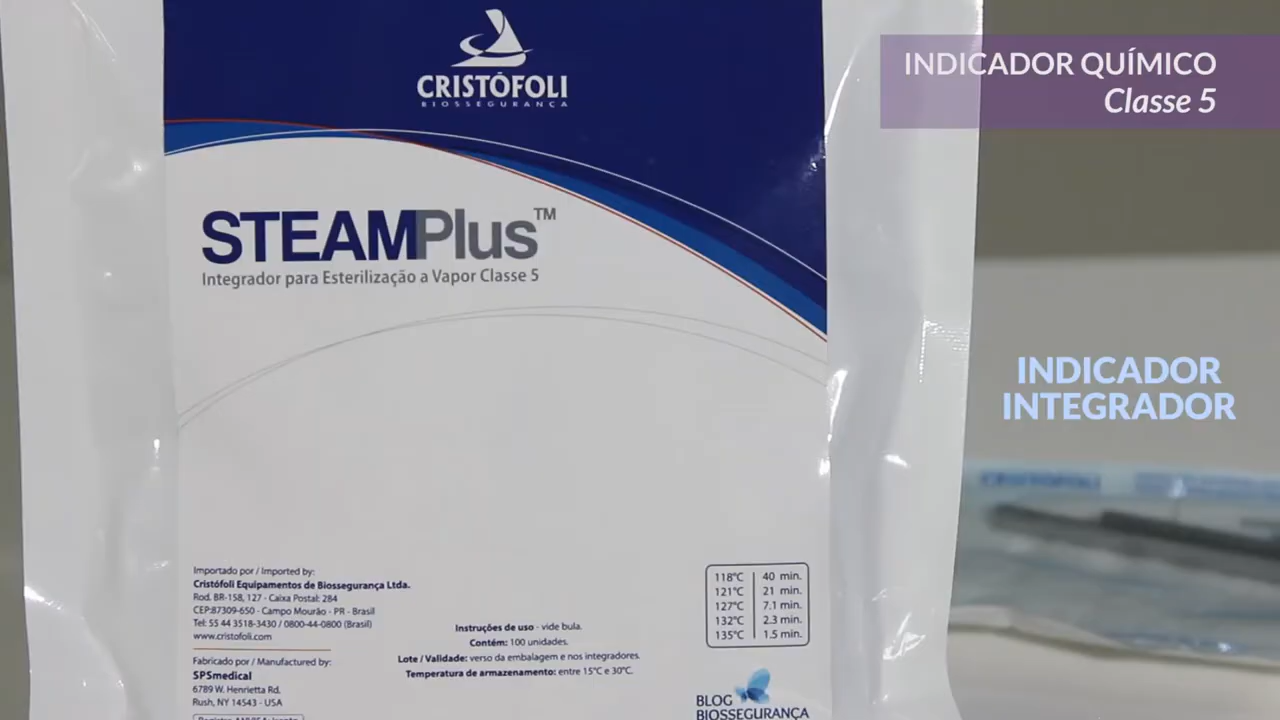 CRISTÓFOLI
BIOSSEGURANÇA
INDICADOR QUÍMICO
Classe 5
STEAMPlus™
Integrador para Esterilização a Vapor Classe 5
INDICADOR
INTEGRADOR
CRISTÓFOLI
Importado por / Imported by:
Cristófoli Equipamentos de Biossegurança Ltda.
Rod. BR-158, 127 - Caixa Postal: 284
CEP:87309-650 - Campo Mourão - PR - Brasil
Tel: 55 44 3518-3430 / 0800-44-0800 (Brasil)
www.cristofoli.com
Fabricado por / Manufactured by:
SPSmedical
6789 W. Henrietta Rd.
Rush, NY 14543 - USA
Instruções de uso - vide bula.
Contém: 100 unidades.
Lote / Validade: verso da embalagem e nos integradores.
Temperatura de armazenamento: entre 15°C e 30°C.
118°C 40 min.
121°C 21 min.
127°C 7.1 min.
132°C 2.3 min.
135°C 1.5 min.
BLOG
BIOSSEGURANÇA